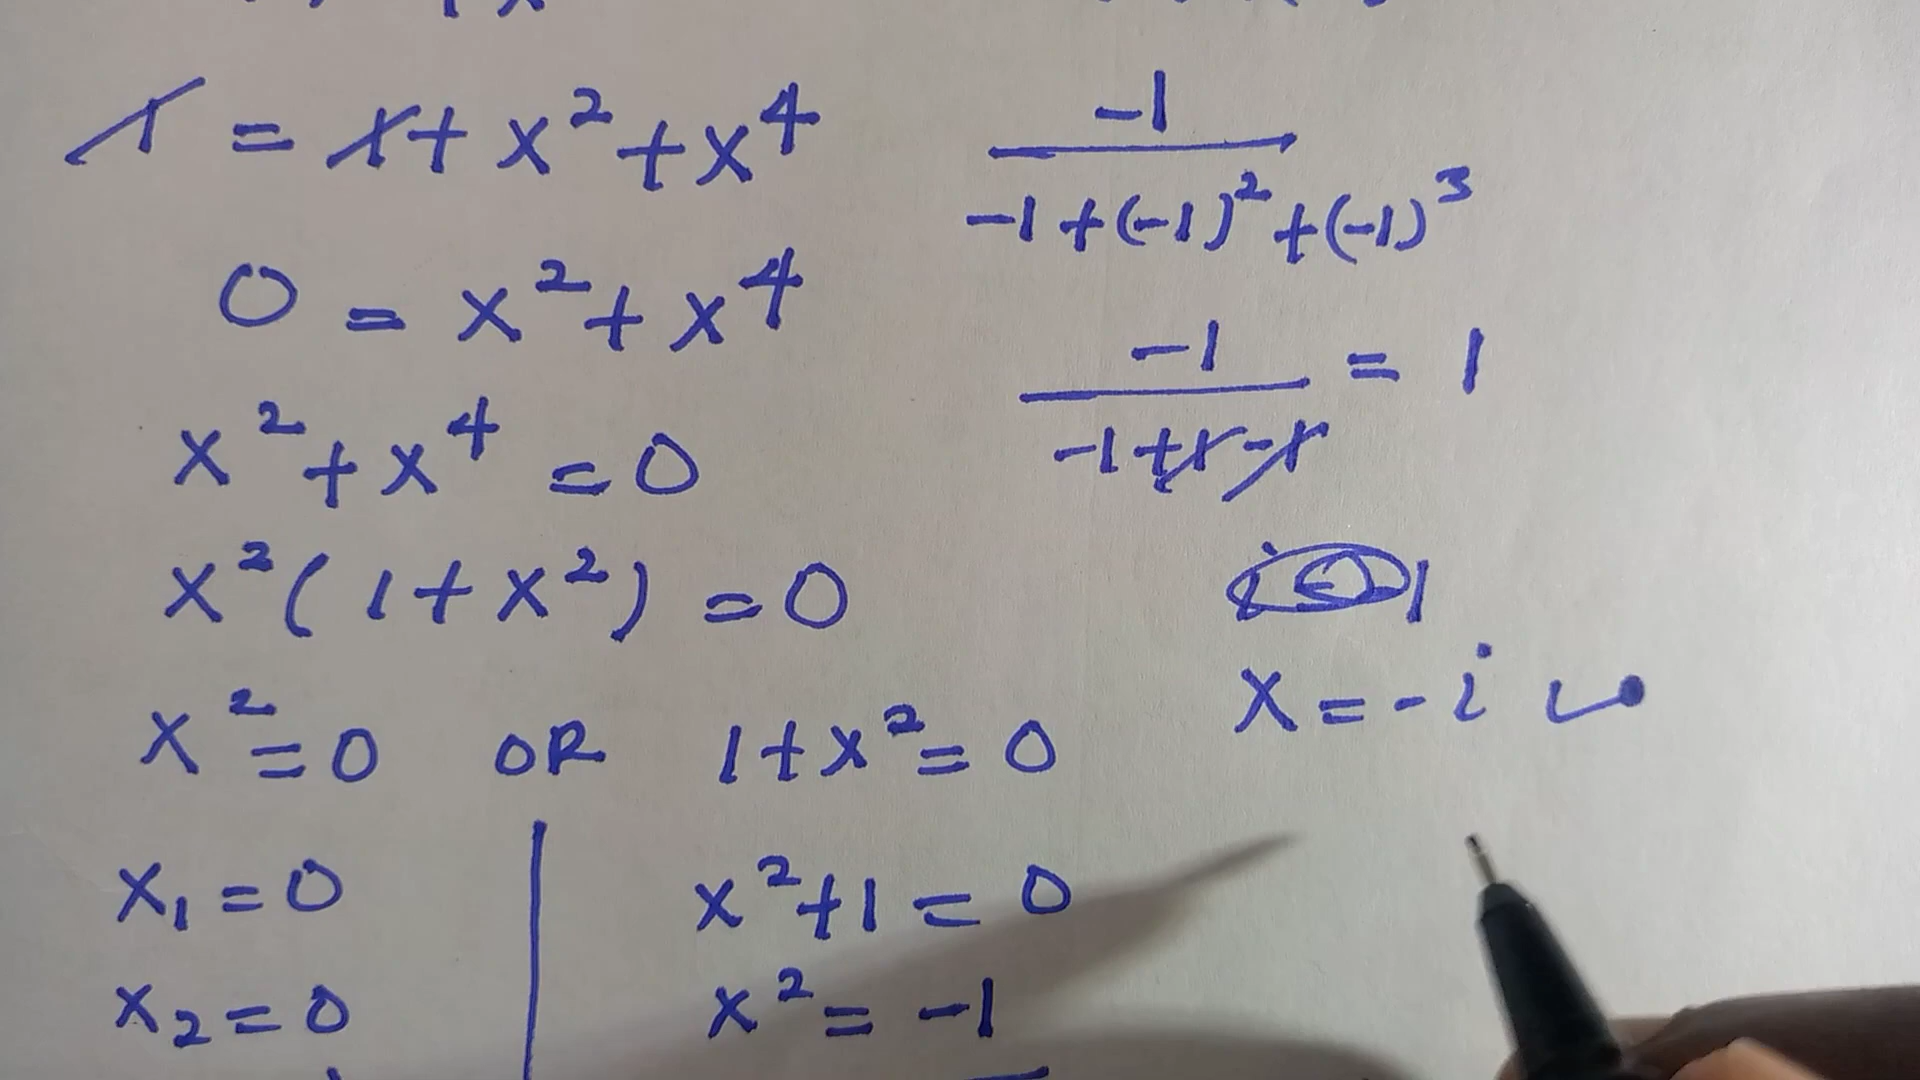 1 = 1 + x² + x⁴
0 = x² + x⁴
x² + x⁴ = 0
x² ( 1 + x² ) = 0
x² = 0 OR 1 + x² = 0
x₁ = 0
x₂ = 0
x² + 1 = 0
x² = -1
-1
-1 + (-1)² + (-1)³
-1 = 1
-1 + 1 - 1
x = -i